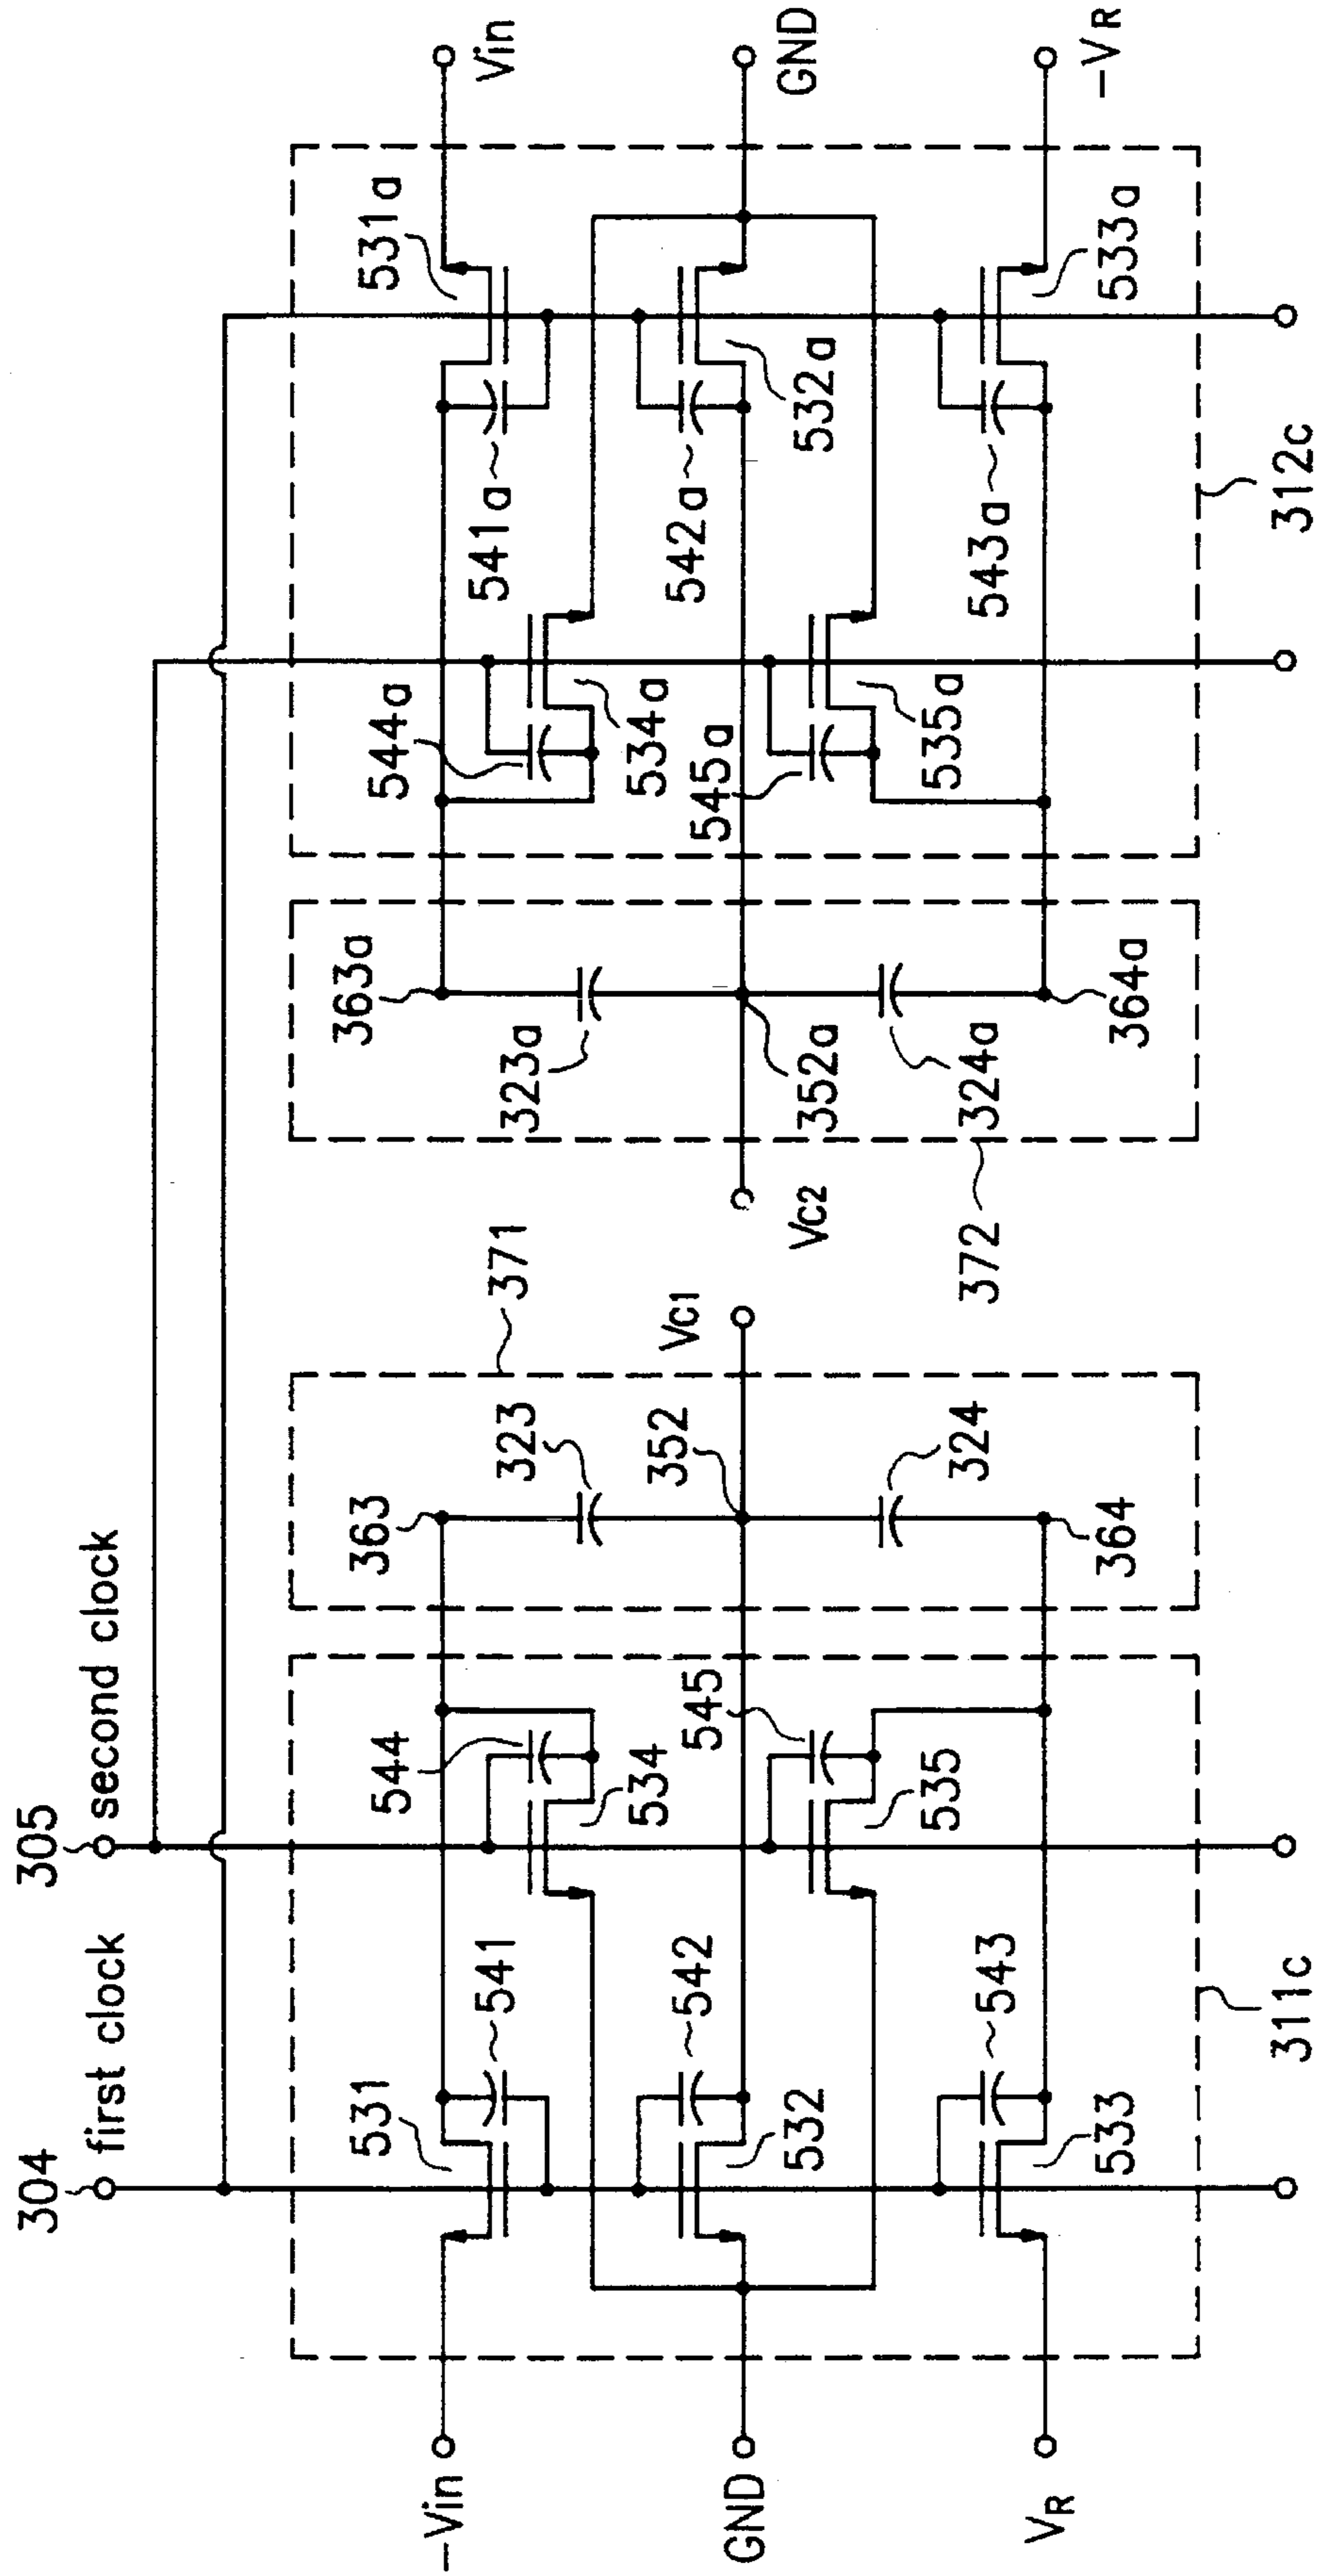 304
first clock
305
second clock
-Vin
GND
VR
531
541
532
542
533
543
311c
544
534
545
535
363
323
352
324
364
371
VC1
VC2
372
363a
323a
352a
324a
364a
544a
534a
545a
535a
541a
531a
542a
532a
543a
533a
312c
Vin
GND
-VR